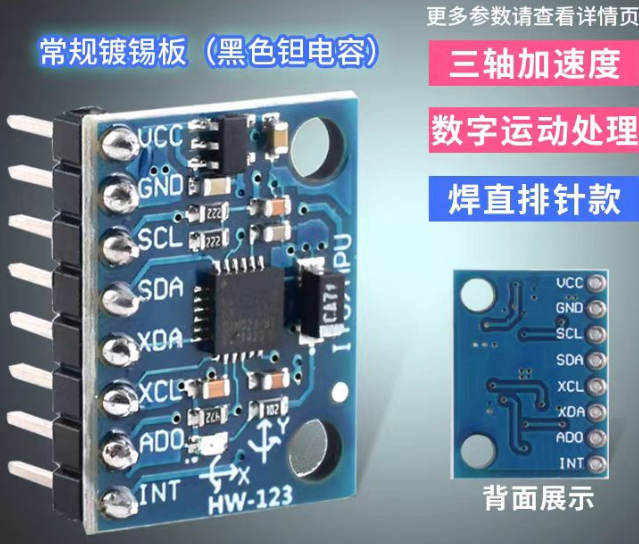 更多参数请查看详情页
常规镀锡板（黑色钽电容）
三轴加速度
数字运动处理
焊直排针款
VCC
GND
SCL
SDA
XDA
XCL
ADO
INT
222
222
C171
472
102
Y
X
HW-123
VCC
GND
SCL
SDA
XCL
XDA
ADO
INT
背面展示